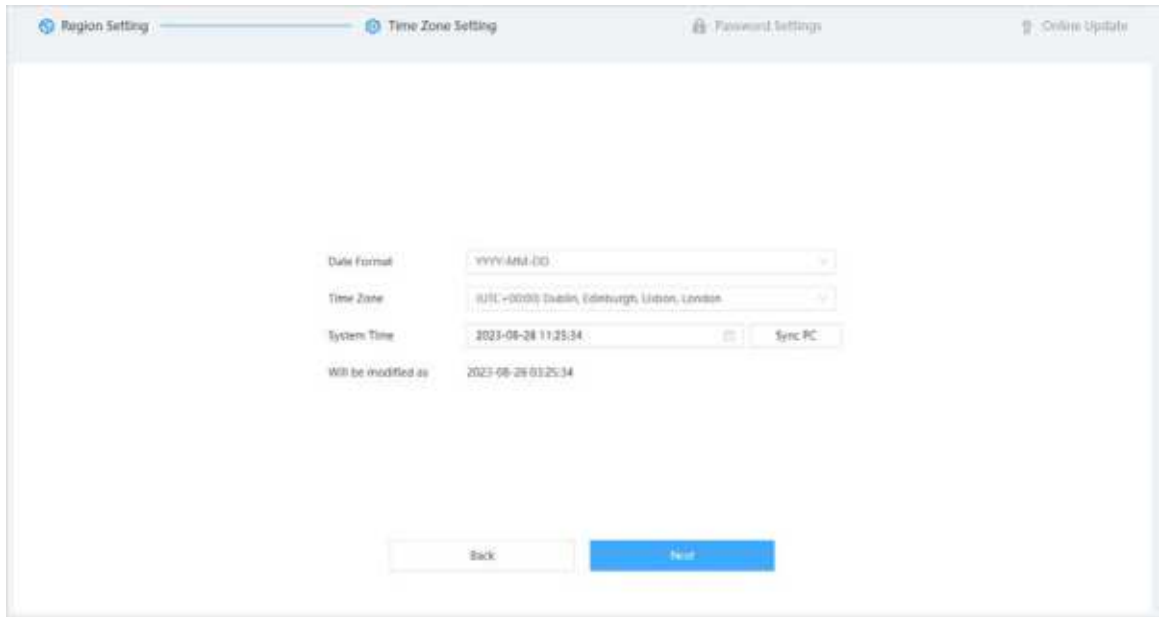 Region Setting
Time Zone Setting
Password Settings
Online Update
Date Format
YYYY-MM-DD
Time Zone
(UTC+00:00) Dublin, Edinburgh, Lisbon, London
System Time
2023-08-28 11:25:34
Sync PC
Will be modified as
2023-08-28 03:25:34
Back
Next